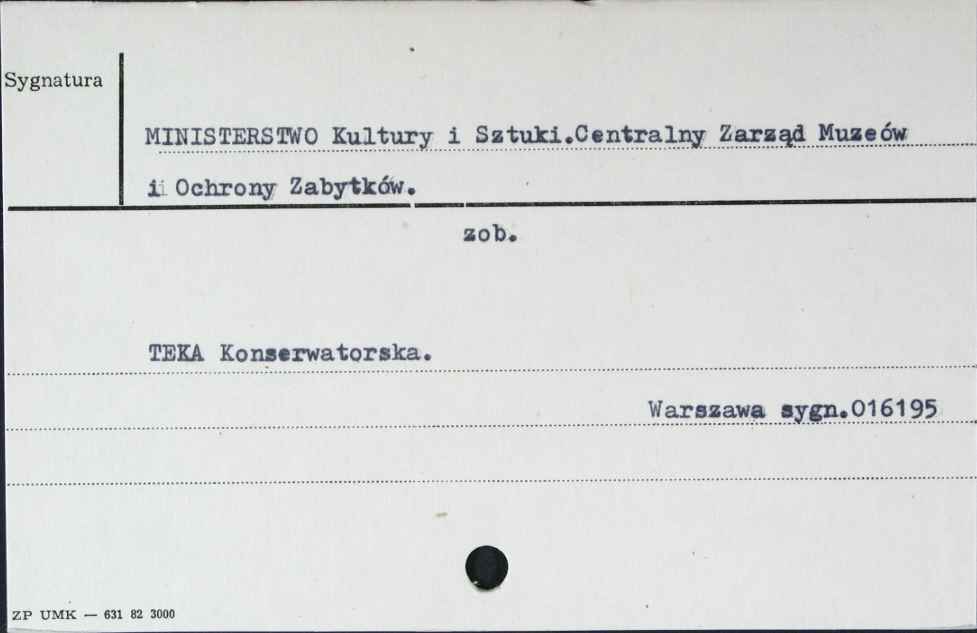 Sygnatura
MINISTERSTWO Kultury i Sztuki.Centralny Zarząd Muzeów
i Ochrony Zabytków.
zob.
TEKA Konserwatorska.
Warszawa sygn.016195
ZP UMK — 631 82 3000